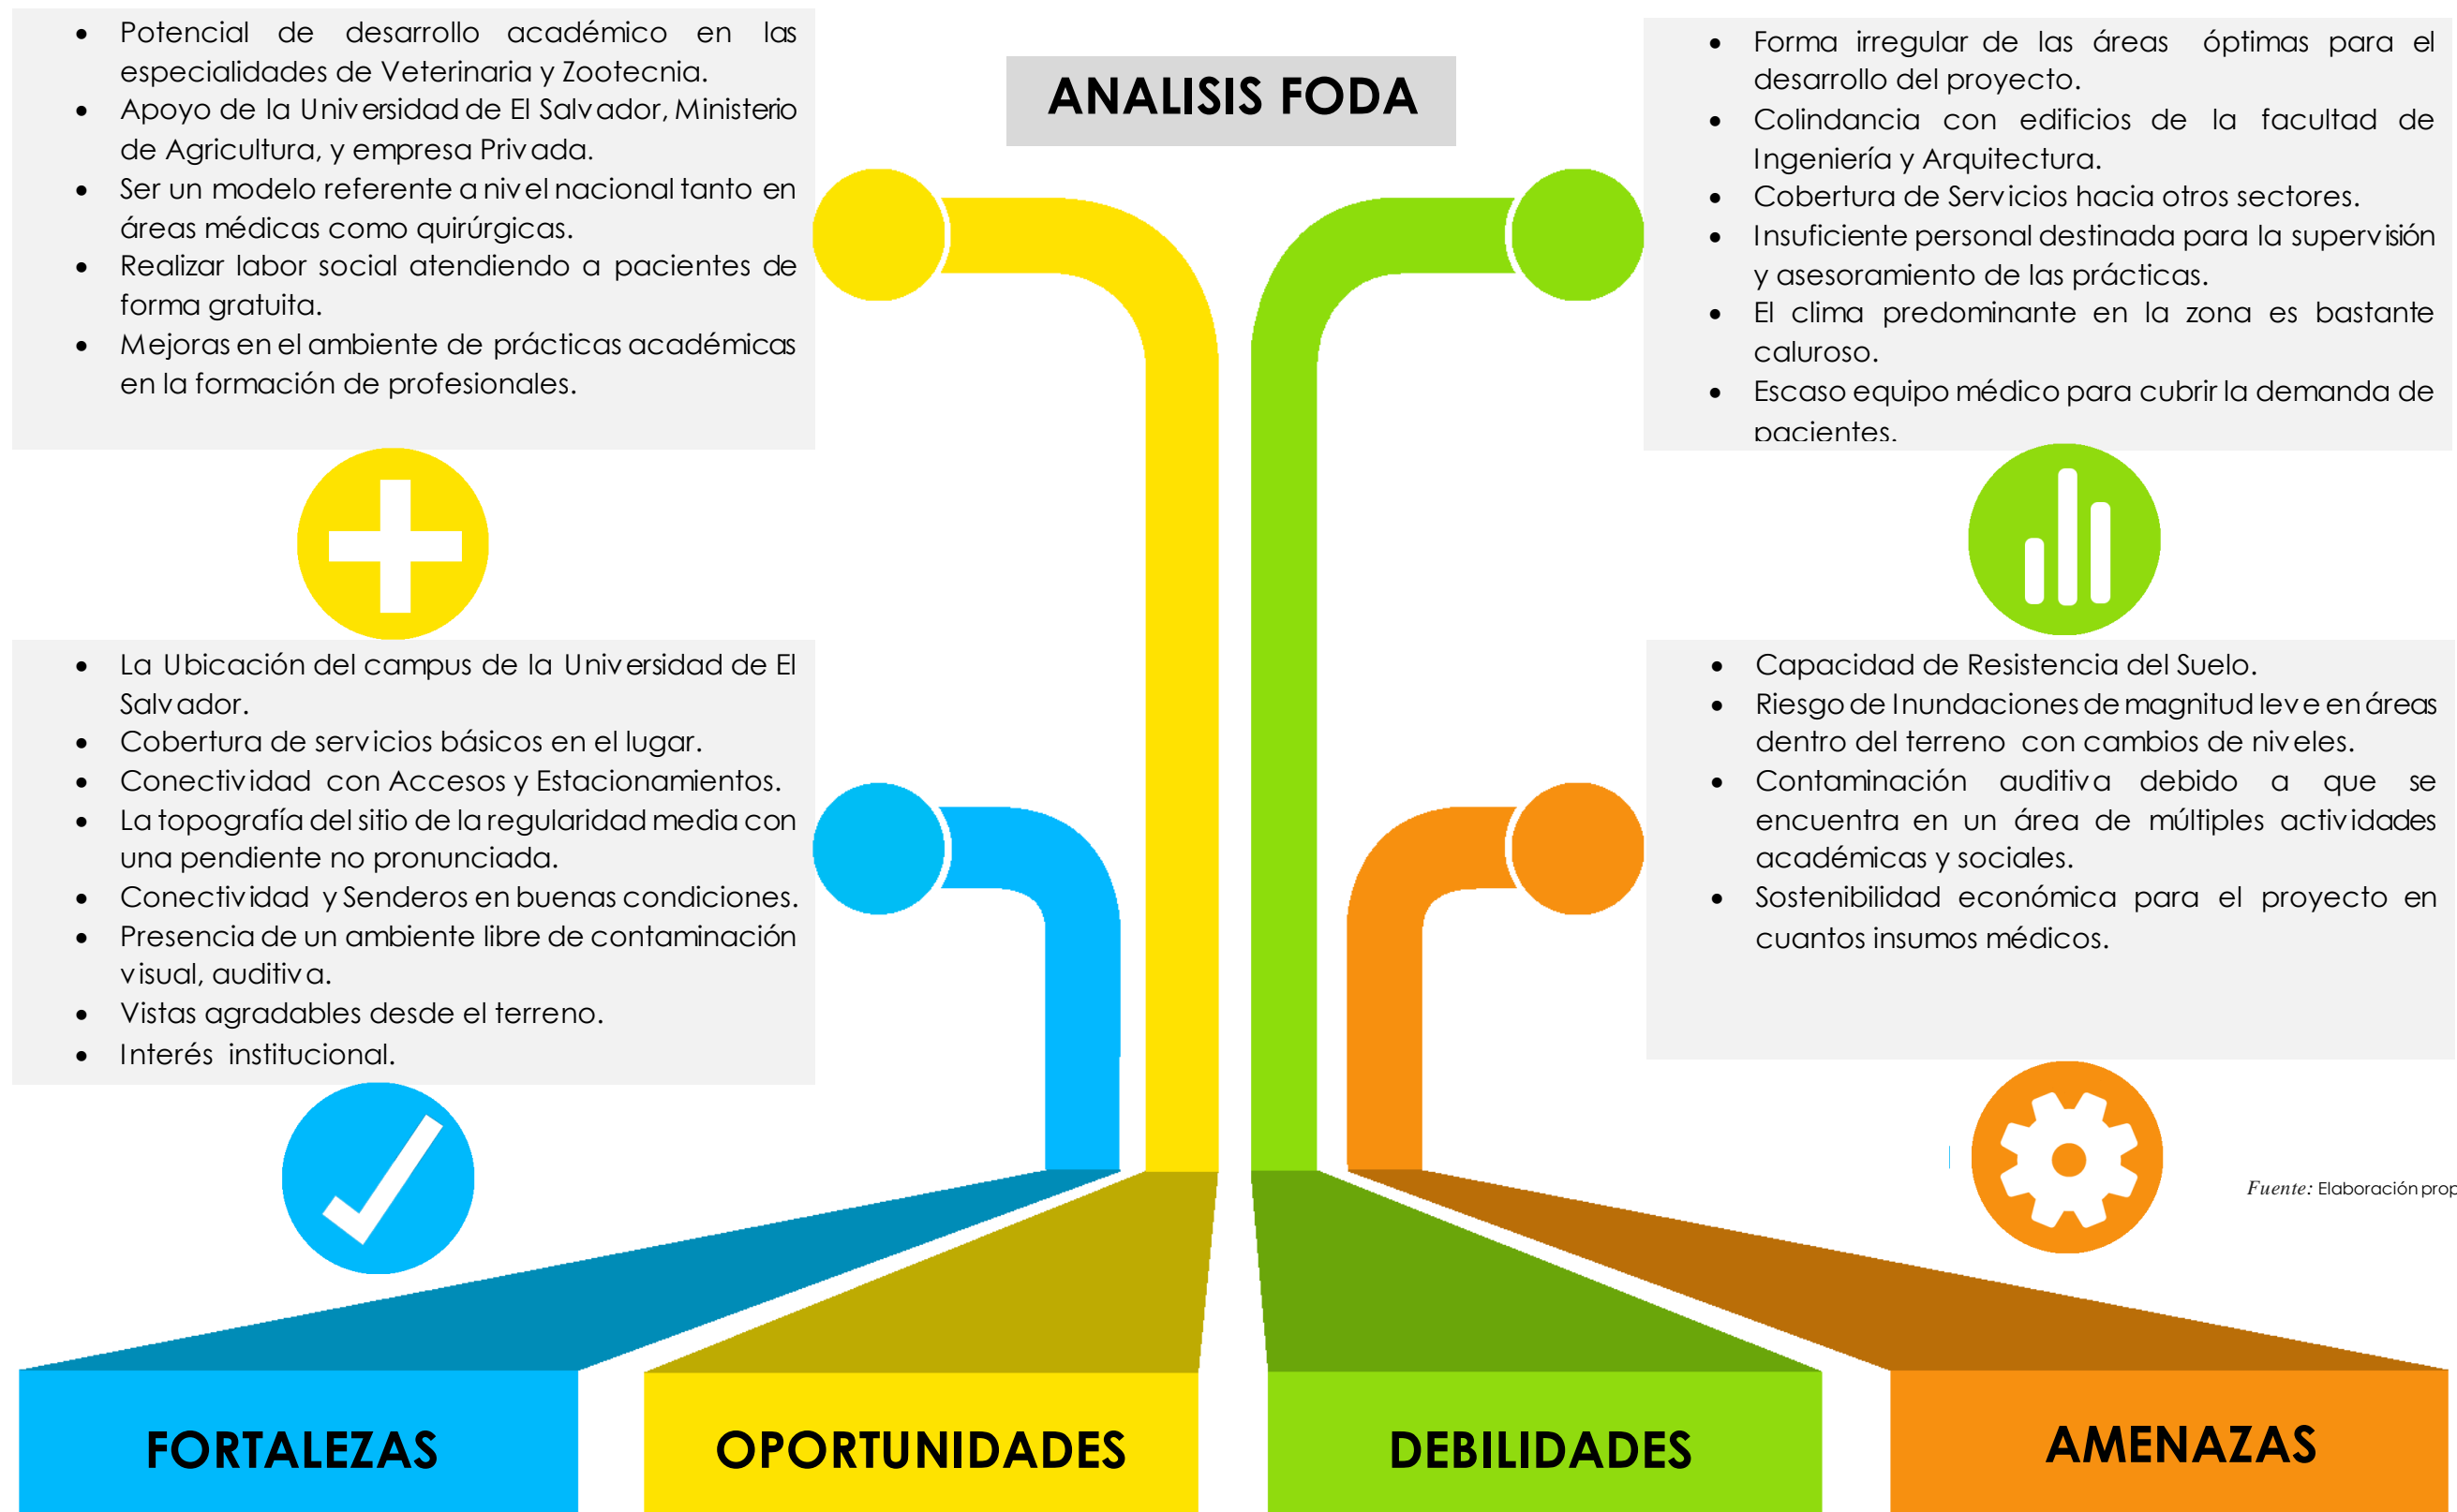 ANALISIS FODA
• Potencial de desarrollo académico en las
especialidades de Veterinaria y Zootecnia.
• Apoyo de la Universidad de El Salvador, Ministerio
de Agricultura, y empresa Privada.
• Ser un modelo referente a nivel nacional tanto en
áreas médicas como quirúrgicas.
• Realizar labor social atendiendo a pacientes de
forma gratuita.
• Mejoras en el ambiente de prácticas académicas
en la formación de profesionales.
• Forma irregular de las áreas óptimas para el
desarrollo del proyecto.
• Colindancia con edificios de la facultad de
Ingeniería y Arquitectura.
• Cobertura de Servicios hacia otros sectores.
• Insuficiente personal destinada para la supervisión
y asesoramiento de las prácticas.
• El clima predominante en la zona es bastante
caluroso.
• Escaso equipo médico para cubrir la demanda de
pacientes.
• La Ubicación del campus de la Universidad de El
Salvador.
• Cobertura de servicios básicos en el lugar.
• Conectividad con Accesos y Estacionamientos.
• La topografía del sitio de la regularidad media con
una pendiente no pronunciada.
• Conectividad y Senderos en buenas condiciones.
• Presencia de un ambiente libre de contaminación
visual, auditiva.
• Vistas agradables desde el terreno.
• Interés institucional.
• Capacidad de Resistencia del Suelo.
• Riesgo de Inundaciones de magnitud leve en áreas
dentro del terreno con cambios de niveles.
• Contaminación auditiva debido a que se
encuentra en un área de múltiples actividades
académicas y sociales.
• Sostenibilidad económica para el proyecto en
cuantos insumos médicos.
Fuente: Elaboración prop
FORTALEZAS
OPORTUNIDADES
DEBILIDADES
AMENAZAS